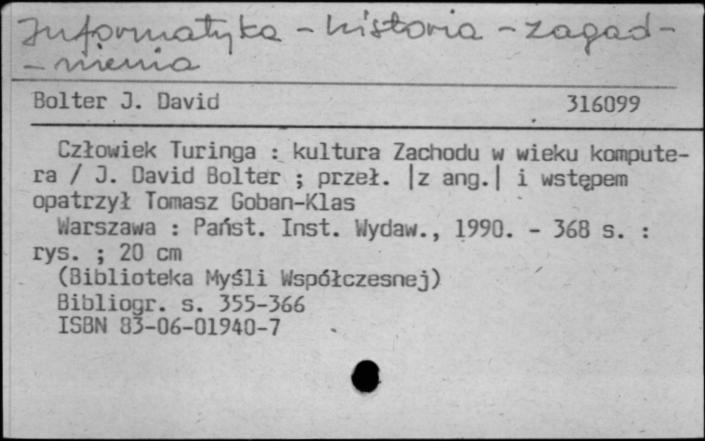 Informatyka - historia - zagad-
- nienia
Bolter J. David 316099
Człowiek Turinga : kultura Zachodu w wieku kompute-
ra / J. David Bolter ; przeł. |z ang.| i wstępem
opatrzył Tomasz Goban-Klas
Warszawa : Państ. Inst. Wydaw., 1990. - 368 s. :
rys. ; 20 cm
(Biblioteka Myśli Współczesnej)
Bibliogr. s. 355-366
ISBN 83-06-01940-7